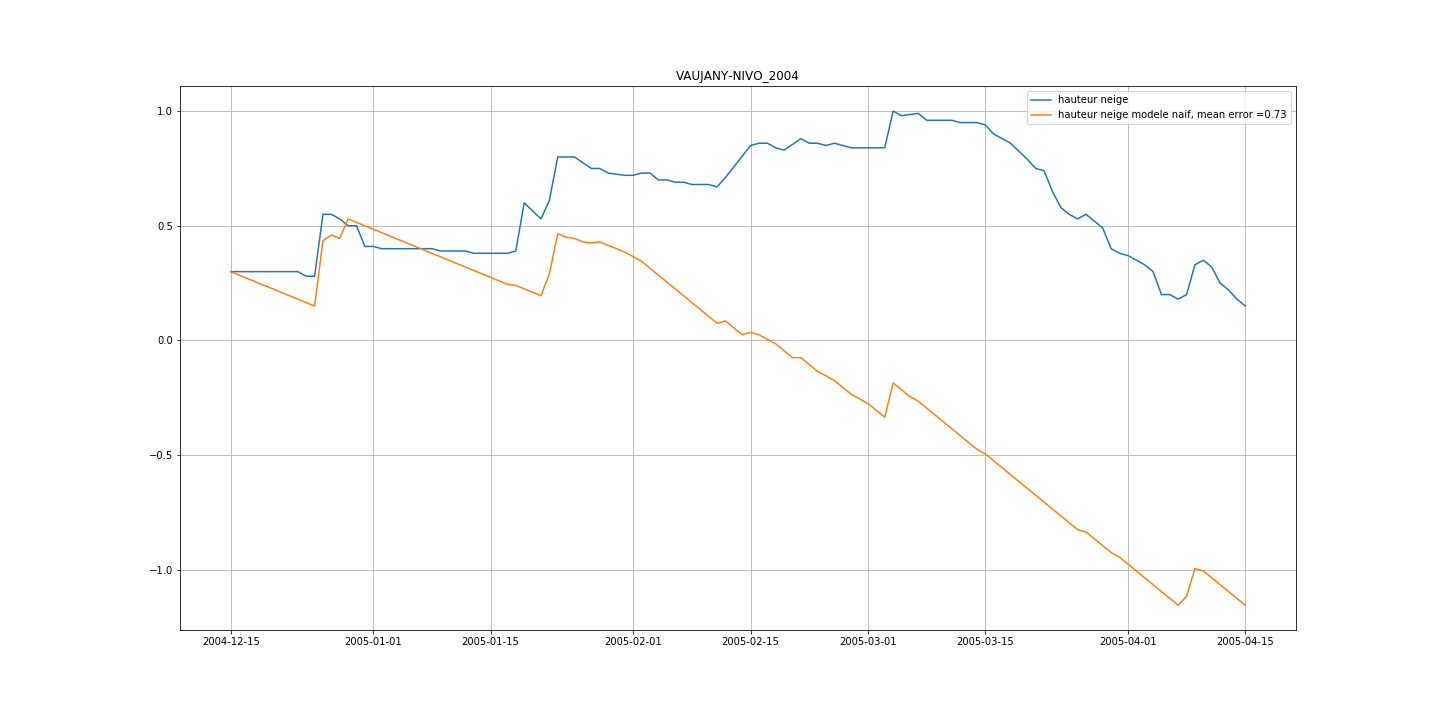 VAUJANY-NIVO_2004
hauteur neige
hauteur neige modele naif, mean error =0.73
1.0
0.5
0.0
−0.5
−1.0
2004-12-15 2005-01-01 2005-01-15 2005-02-01 2005-02-15 2005-03-01 2005-03-15 2005-04-01 2005-04-15